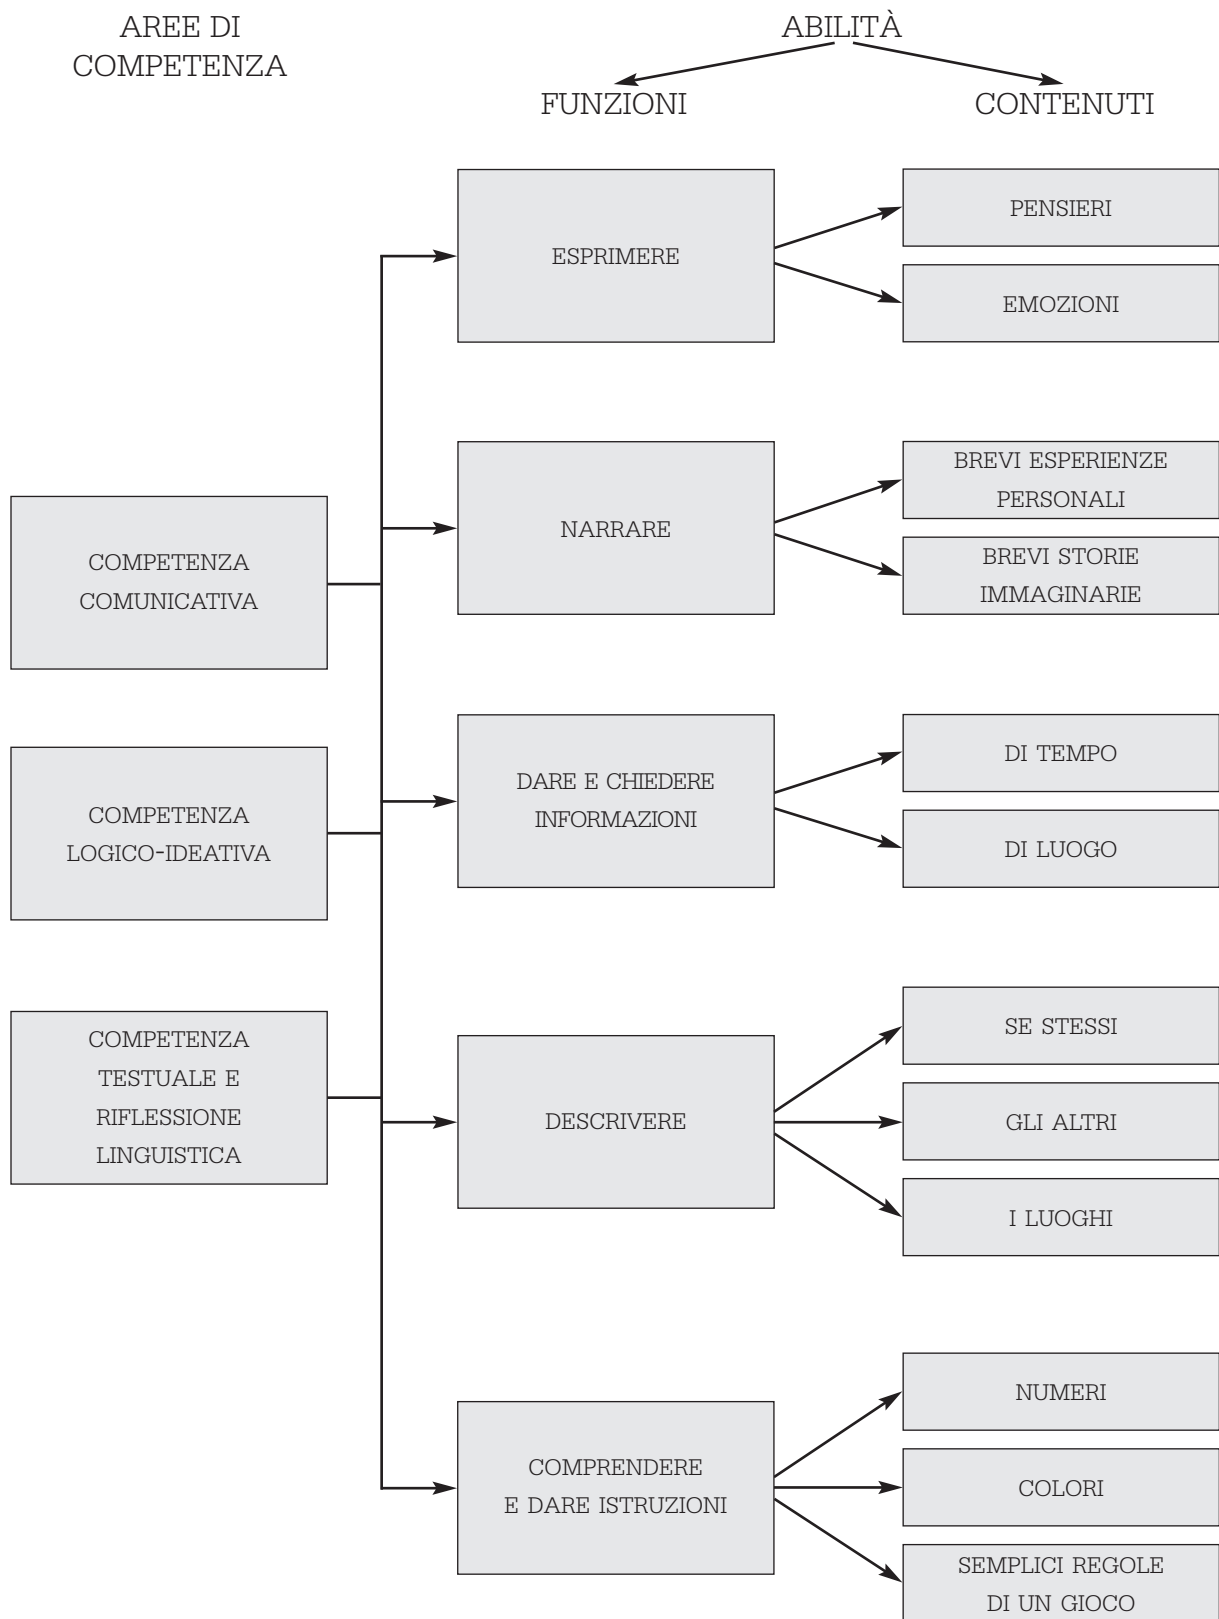 AREE DI
COMPETENZA
ABILITÀ
FUNZIONI
CONTENUTI
COMPETENZA
COMUNICATIVA
COMPETENZA
LOGICO-IDEATIVA
COMPETENZA
TESTUALE E
RIFLESSIONE
LINGUISTICA
ESPRIMERE
PENSIERI
EMOZIONI
NARRARE
BREVI ESPERIENZE
PERSONALI
BREVI STORIE
IMMAGINARIE
DARE E CHIEDERE
INFORMAZIONI
DI TEMPO
DI LUOGO
DESCRIVERE
SE STESSI
GLI ALTRI
I LUOGHI
COMPRENDERE
E DARE ISTRUZIONI
NUMERI
COLORI
SEMPLICI REGOLE
DI UN GIOCO